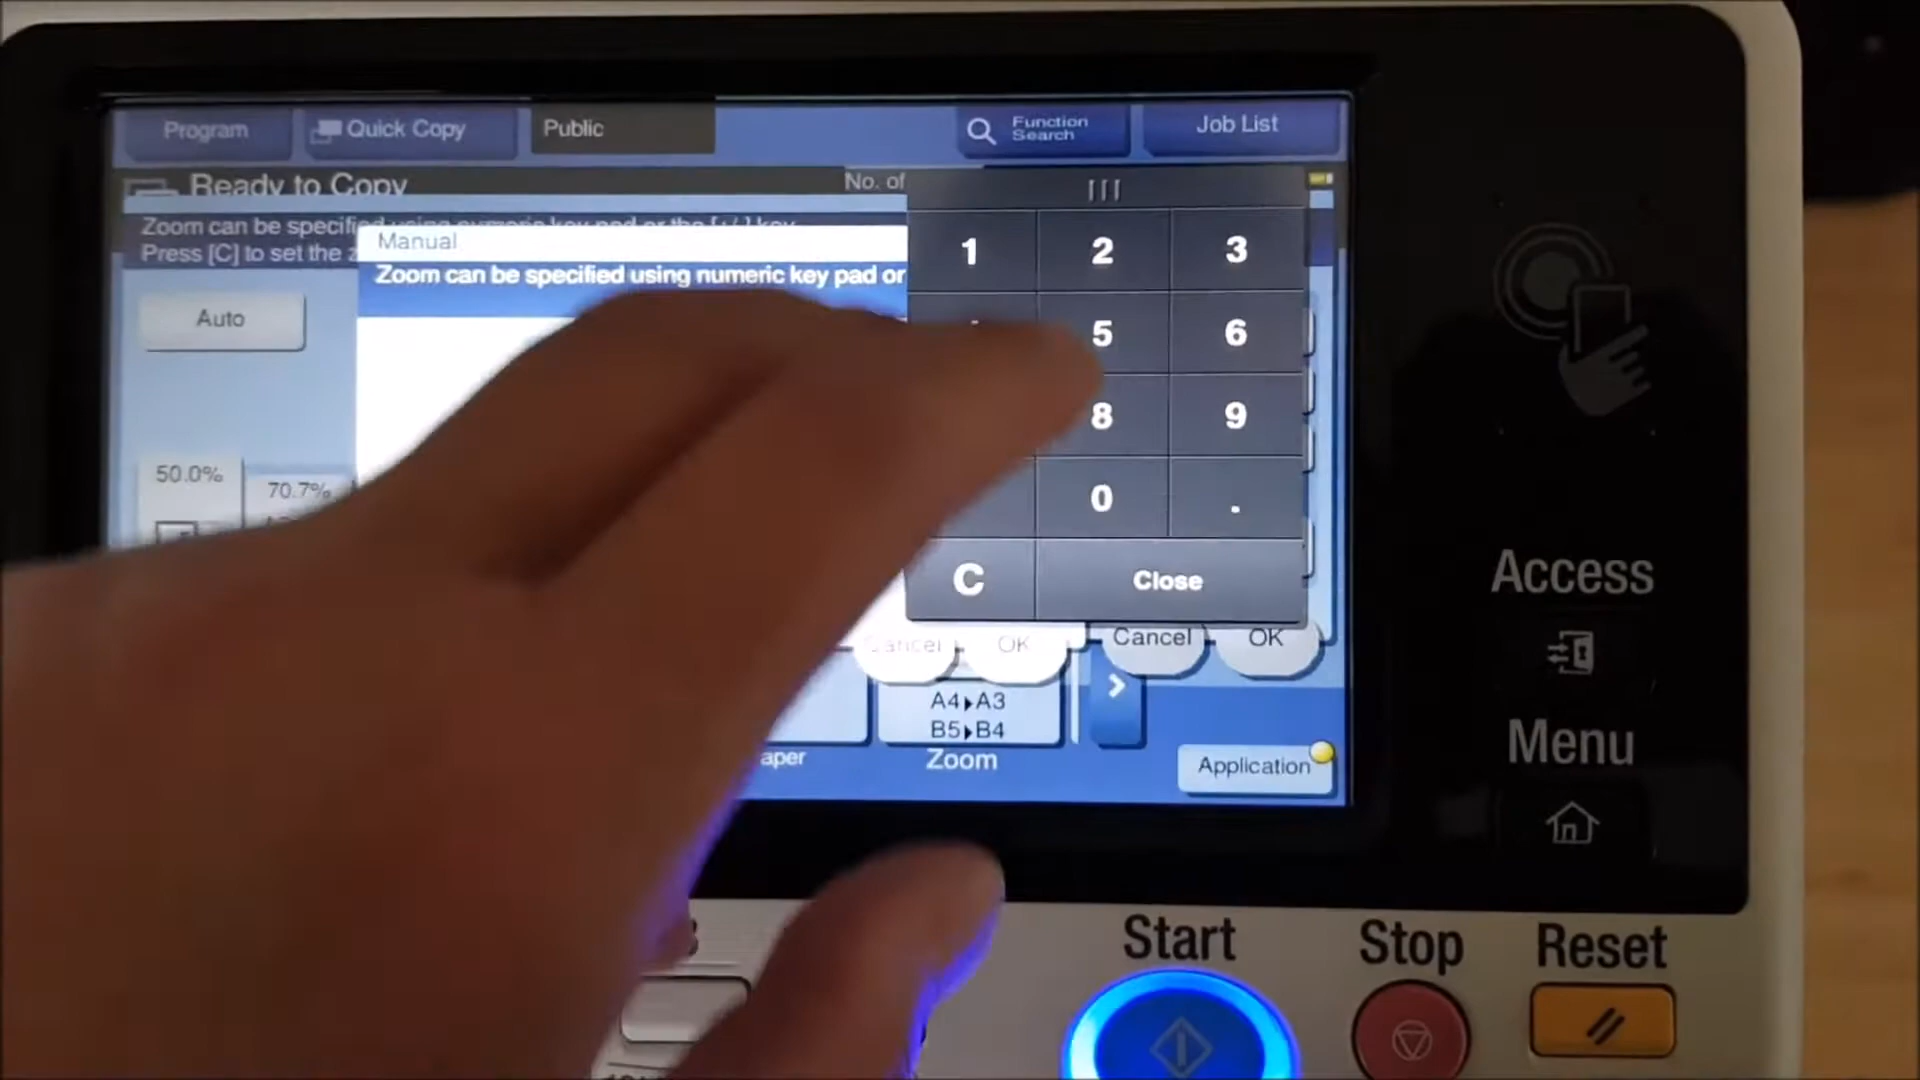 Program
Quick Copy
Public
Function
Search
Job List
Ready to Copy
No. of
Zoom can be specified using numeric key pad or the [+/-] key.
Press [C] to set the z
Manual
Zoom can be specified using numeric key pad or
Auto
50.0%
70.7%
1
2
3
5
6
8
9
0
.
C
Close
Cancel
OK
Cancel
OK
A4▶A3
B5▶B4
aper
Zoom
Application
Access
Menu
Start
Stop
Reset